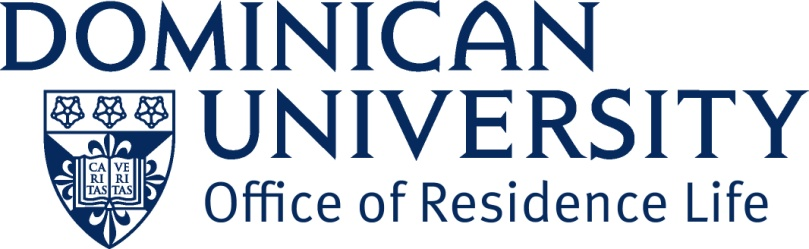 DOMINICAN
UNIVERSITY
CA VE
RI RI
TAS TAS
Office of Residence Life